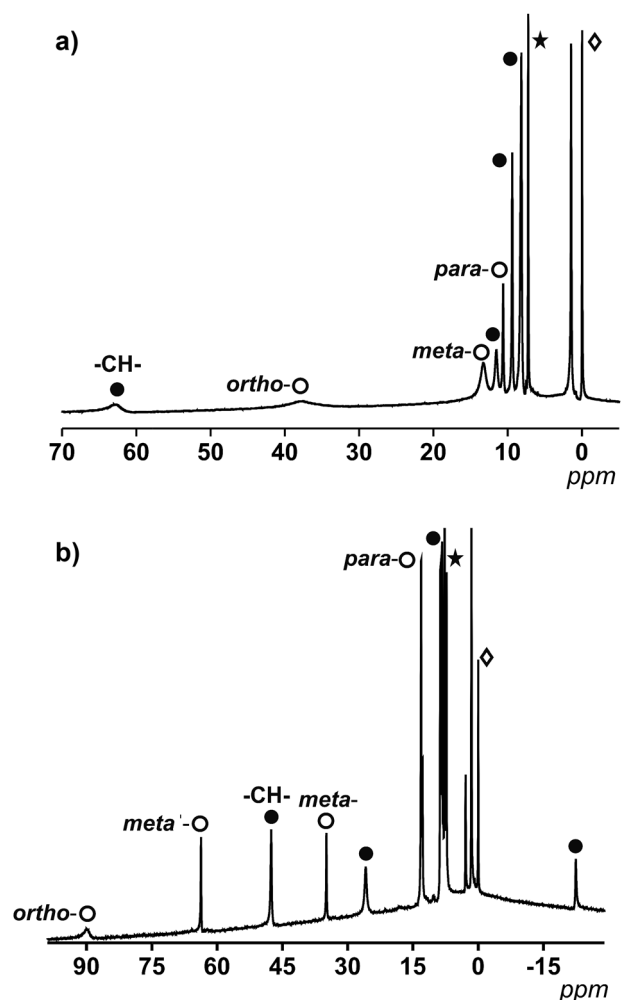 a)
para-
meta-
-CH-
ortho-
70 60 50 40 30 20 10 0
ppm
b)
para-
-CH- meta-
meta'-
ortho-
90 75 60 45 30 15 0 -15
ppm